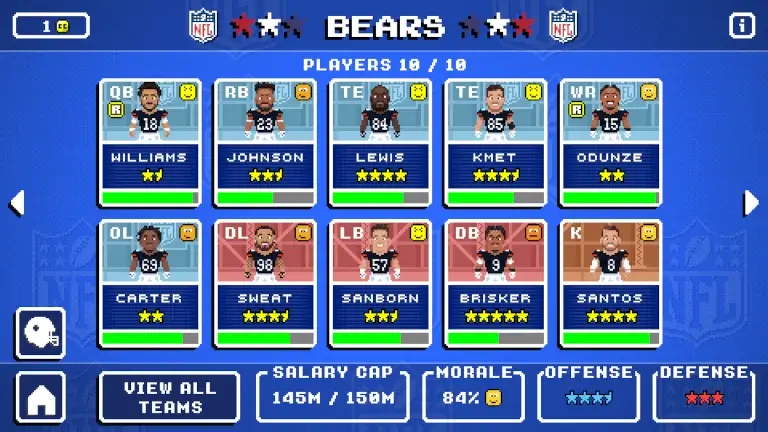 1
NFL
BEARS
NFL
i
PLAYERS 10 / 10
QB
R
18
WILLIAMS
RB
23
JOHNSON
TE
84
LEWIS
TE
85
KMET
WR
R
15
ODUNZE
OL
69
CARTER
DL
98
SWEAT
LB
57
SANBORN
DB
9
BRISKER
K
8
SANTOS
VIEW ALL
TEAMS
SALARY CAP
145M / 150M
MORALE
84%
OFFENSE
DEFENSE